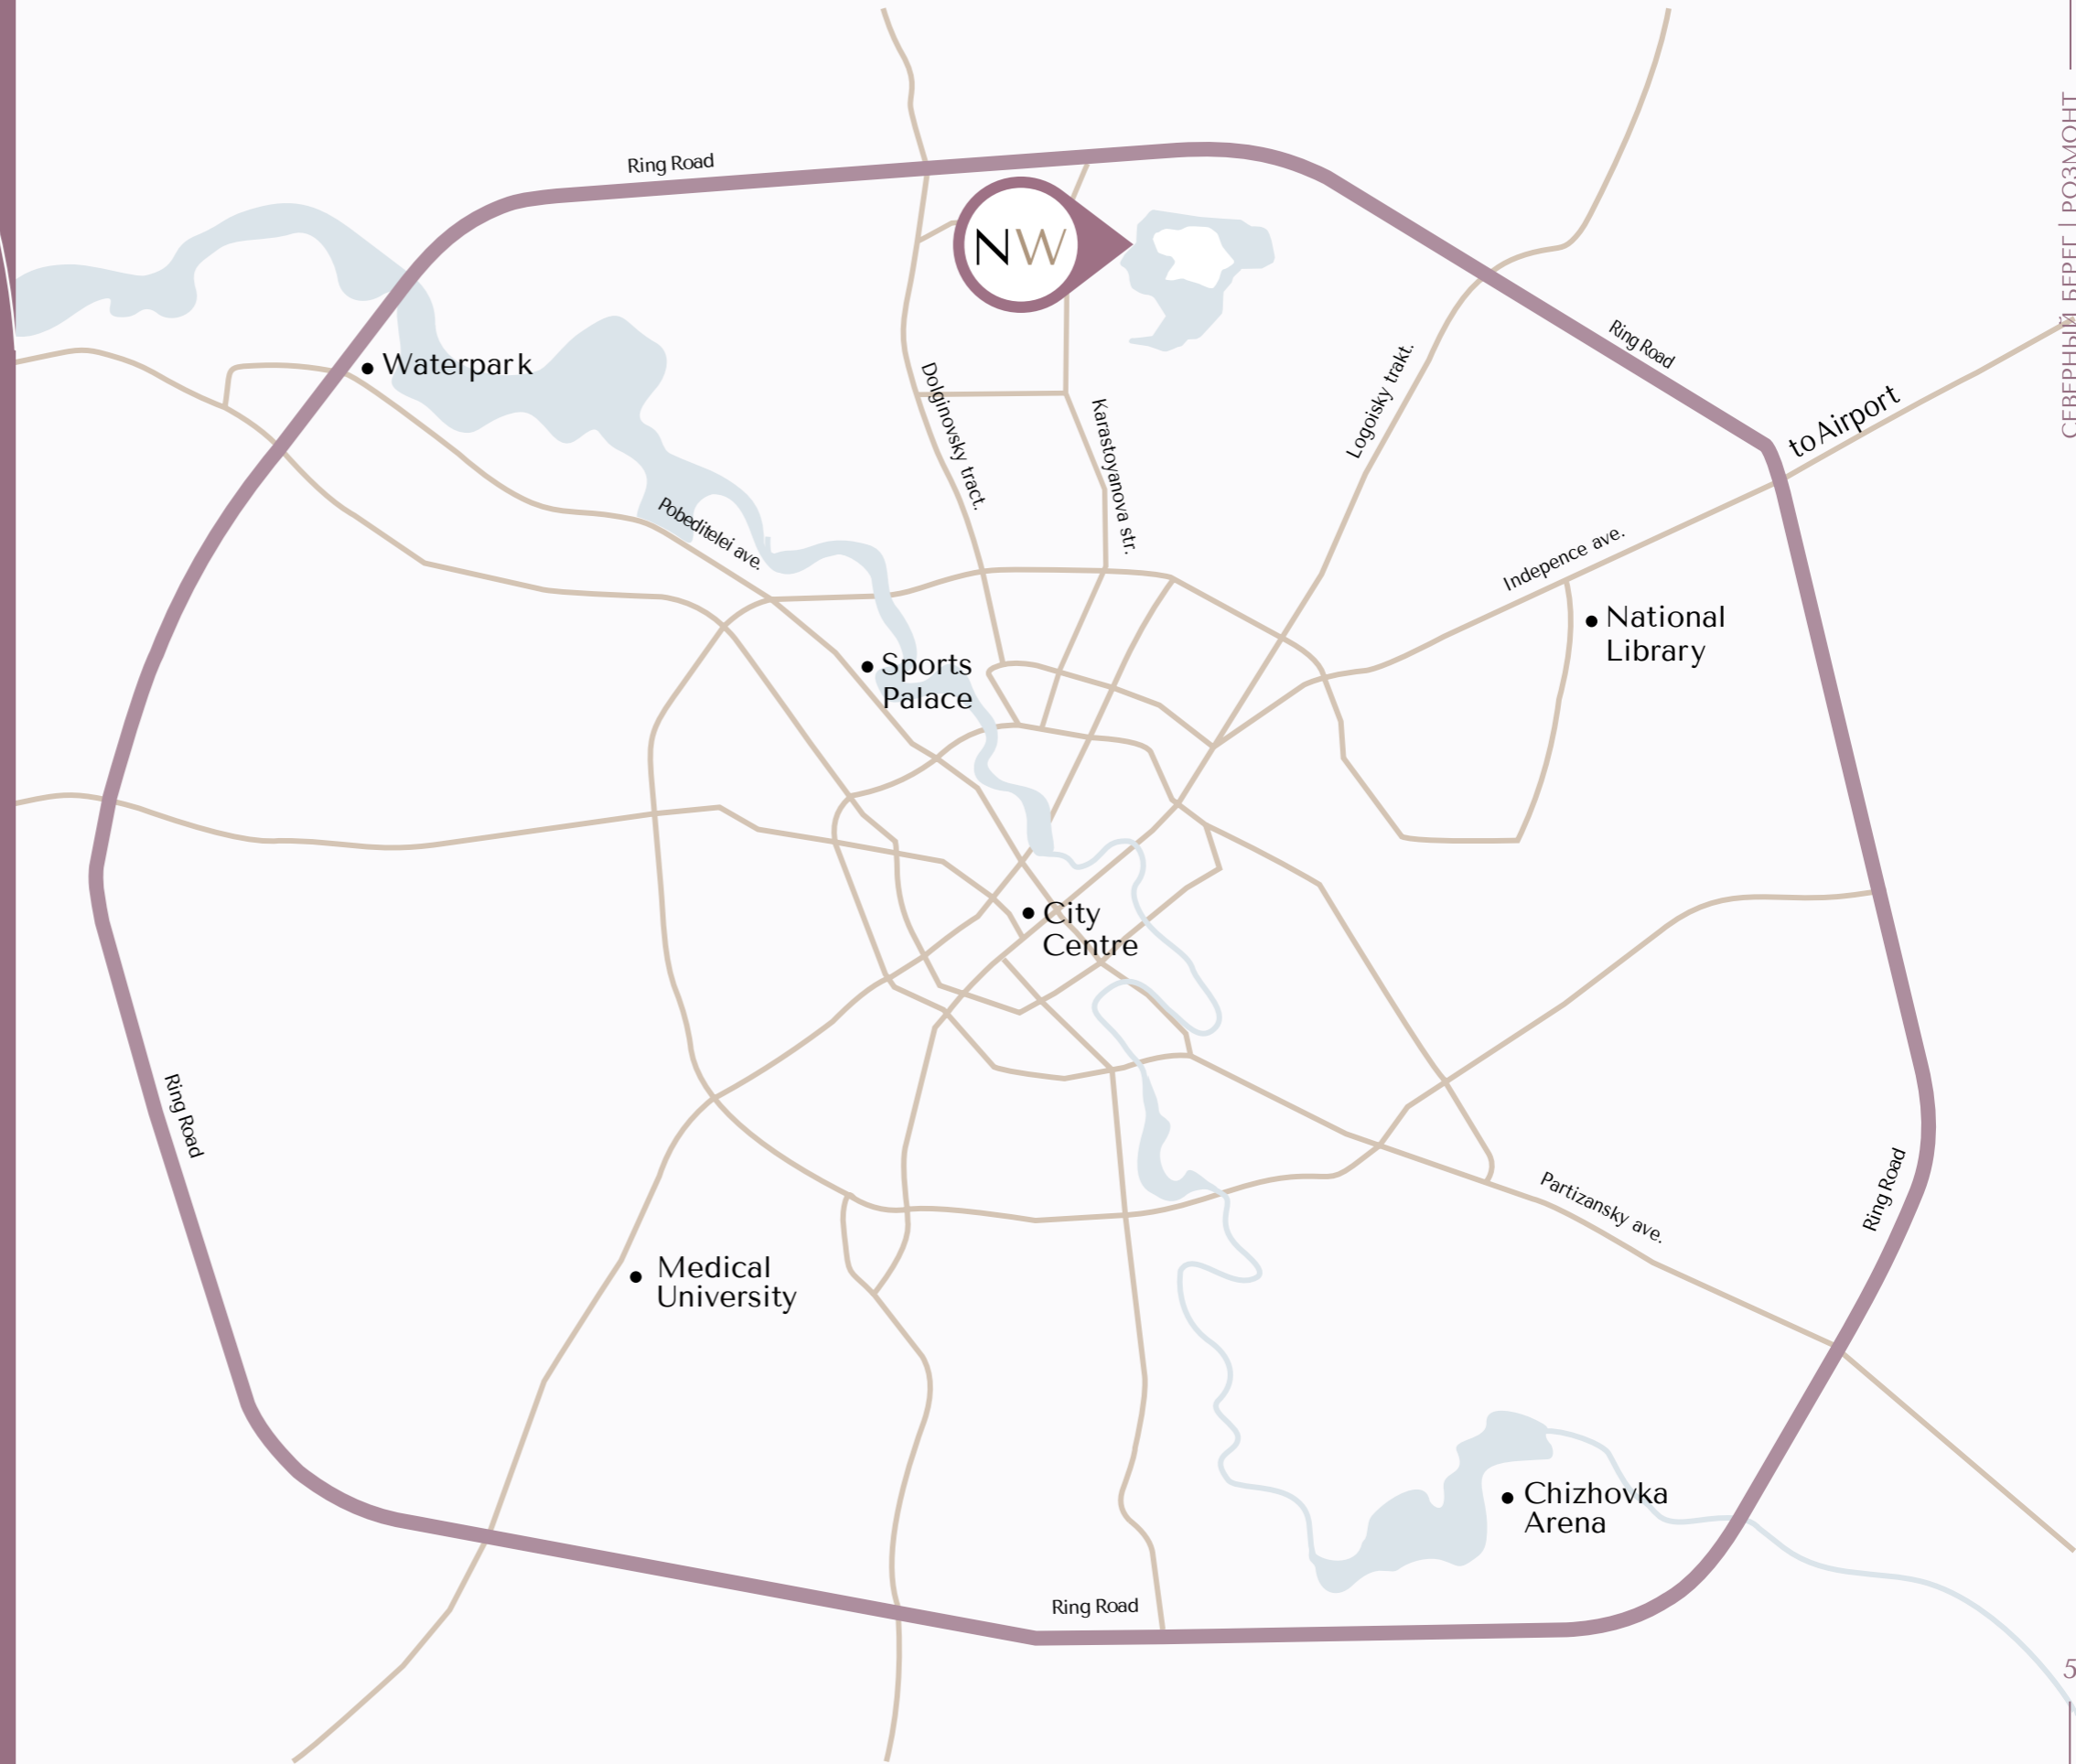 Ring Road
NW
СЕВЕРНЫЙ БЕРЕГ | РОЗМОНТ
Ring Road
Waterpark
Dolginovsky tract.
Karastoyanova str.
Logoisky trakt.
to Airport
Pobeditelei ave.
Indepence ave.
National
Library
Sports
Palace
City
Centre
Ring Road
Partizansky ave.
Ring Road
Medical
University
Chizhovka
Arena
Ring Road
5